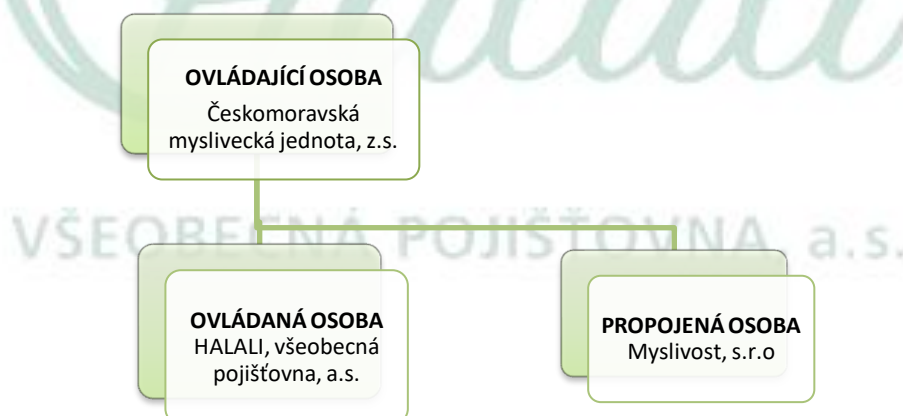 OVLÁDAJÍCÍ OSOBA
Českomoravská
myslivecká jednota, z.s.
VŠEOBECNÁ POJIŠŤOVNA, a.s.
OVLÁDANÁ OSOBA
HALALI, všeobecná
pojišťovna, a.s.
PROPOJENÁ OSOBA
Myslivost, s.r.o